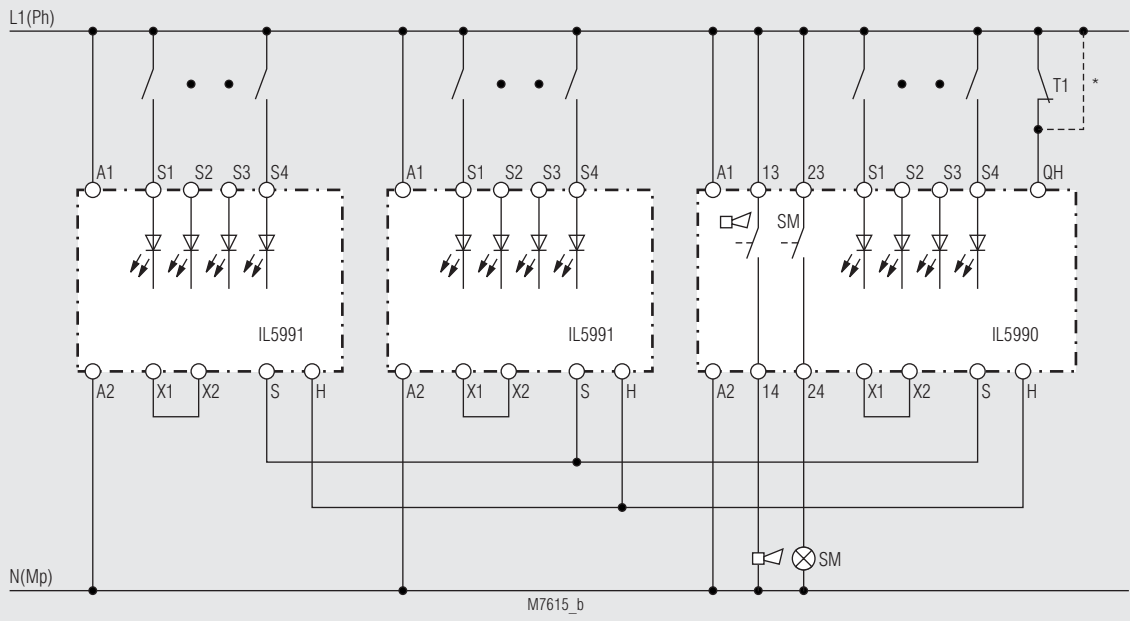 L1(Ph)
T1 *
A1 S1 S2 S3 S4 A1 S1 S2 S3 S4 A1 13 23 S1 S2 S3 S4 QH
SM
IL5991 IL5991 IL5990
A2 X1 X2 S H A2 X1 X2 S H A2 14 24 X1 X2 S H
SM
N(Mp)
M7615_b